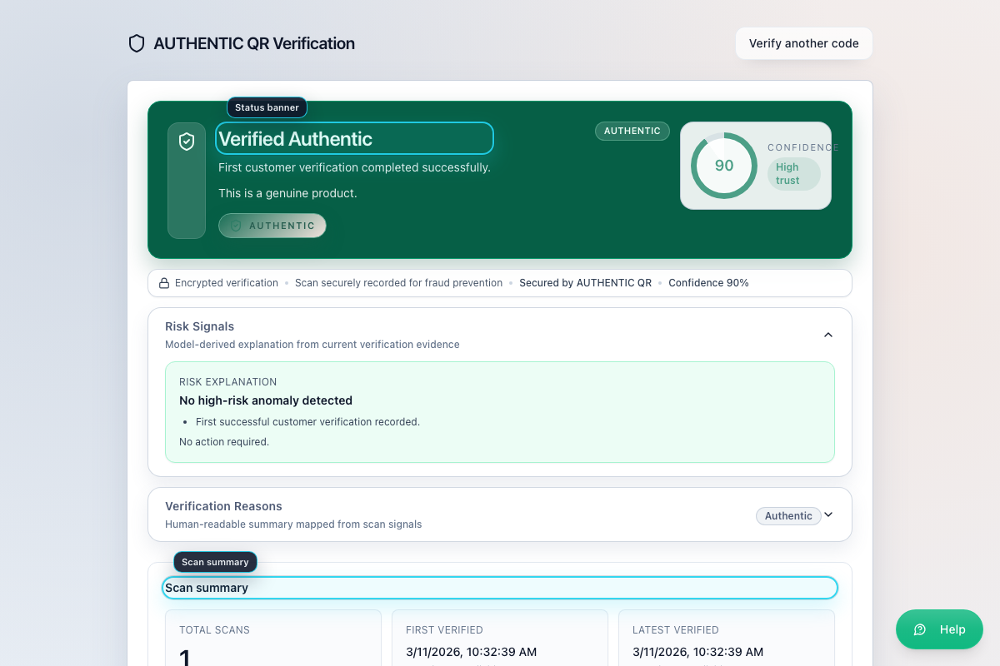 AUTHENTIC QR Verification
Verify another code
Status banner
Verified Authentic
First customer verification completed successfully.
This is a genuine product.
AUTHENTIC
AUTHENTIC
90
CONFIDENCE
High
trust
Encrypted verification • Scan securely recorded for fraud prevention • Secured by AUTHENTIC QR • Confidence 90%
Risk Signals
Model-derived explanation from current verification evidence
RISK EXPLANATION
No high-risk anomaly detected
• First successful customer verification recorded.
No action required.
Verification Reasons
Human-readable summary mapped from scan signals
Authentic
Scan summary
Scan summary
TOTAL SCANS
1
FIRST VERIFIED
3/11/2026, 10:32:39 AM
LATEST VERIFIED
3/11/2026, 10:32:39 AM
Help